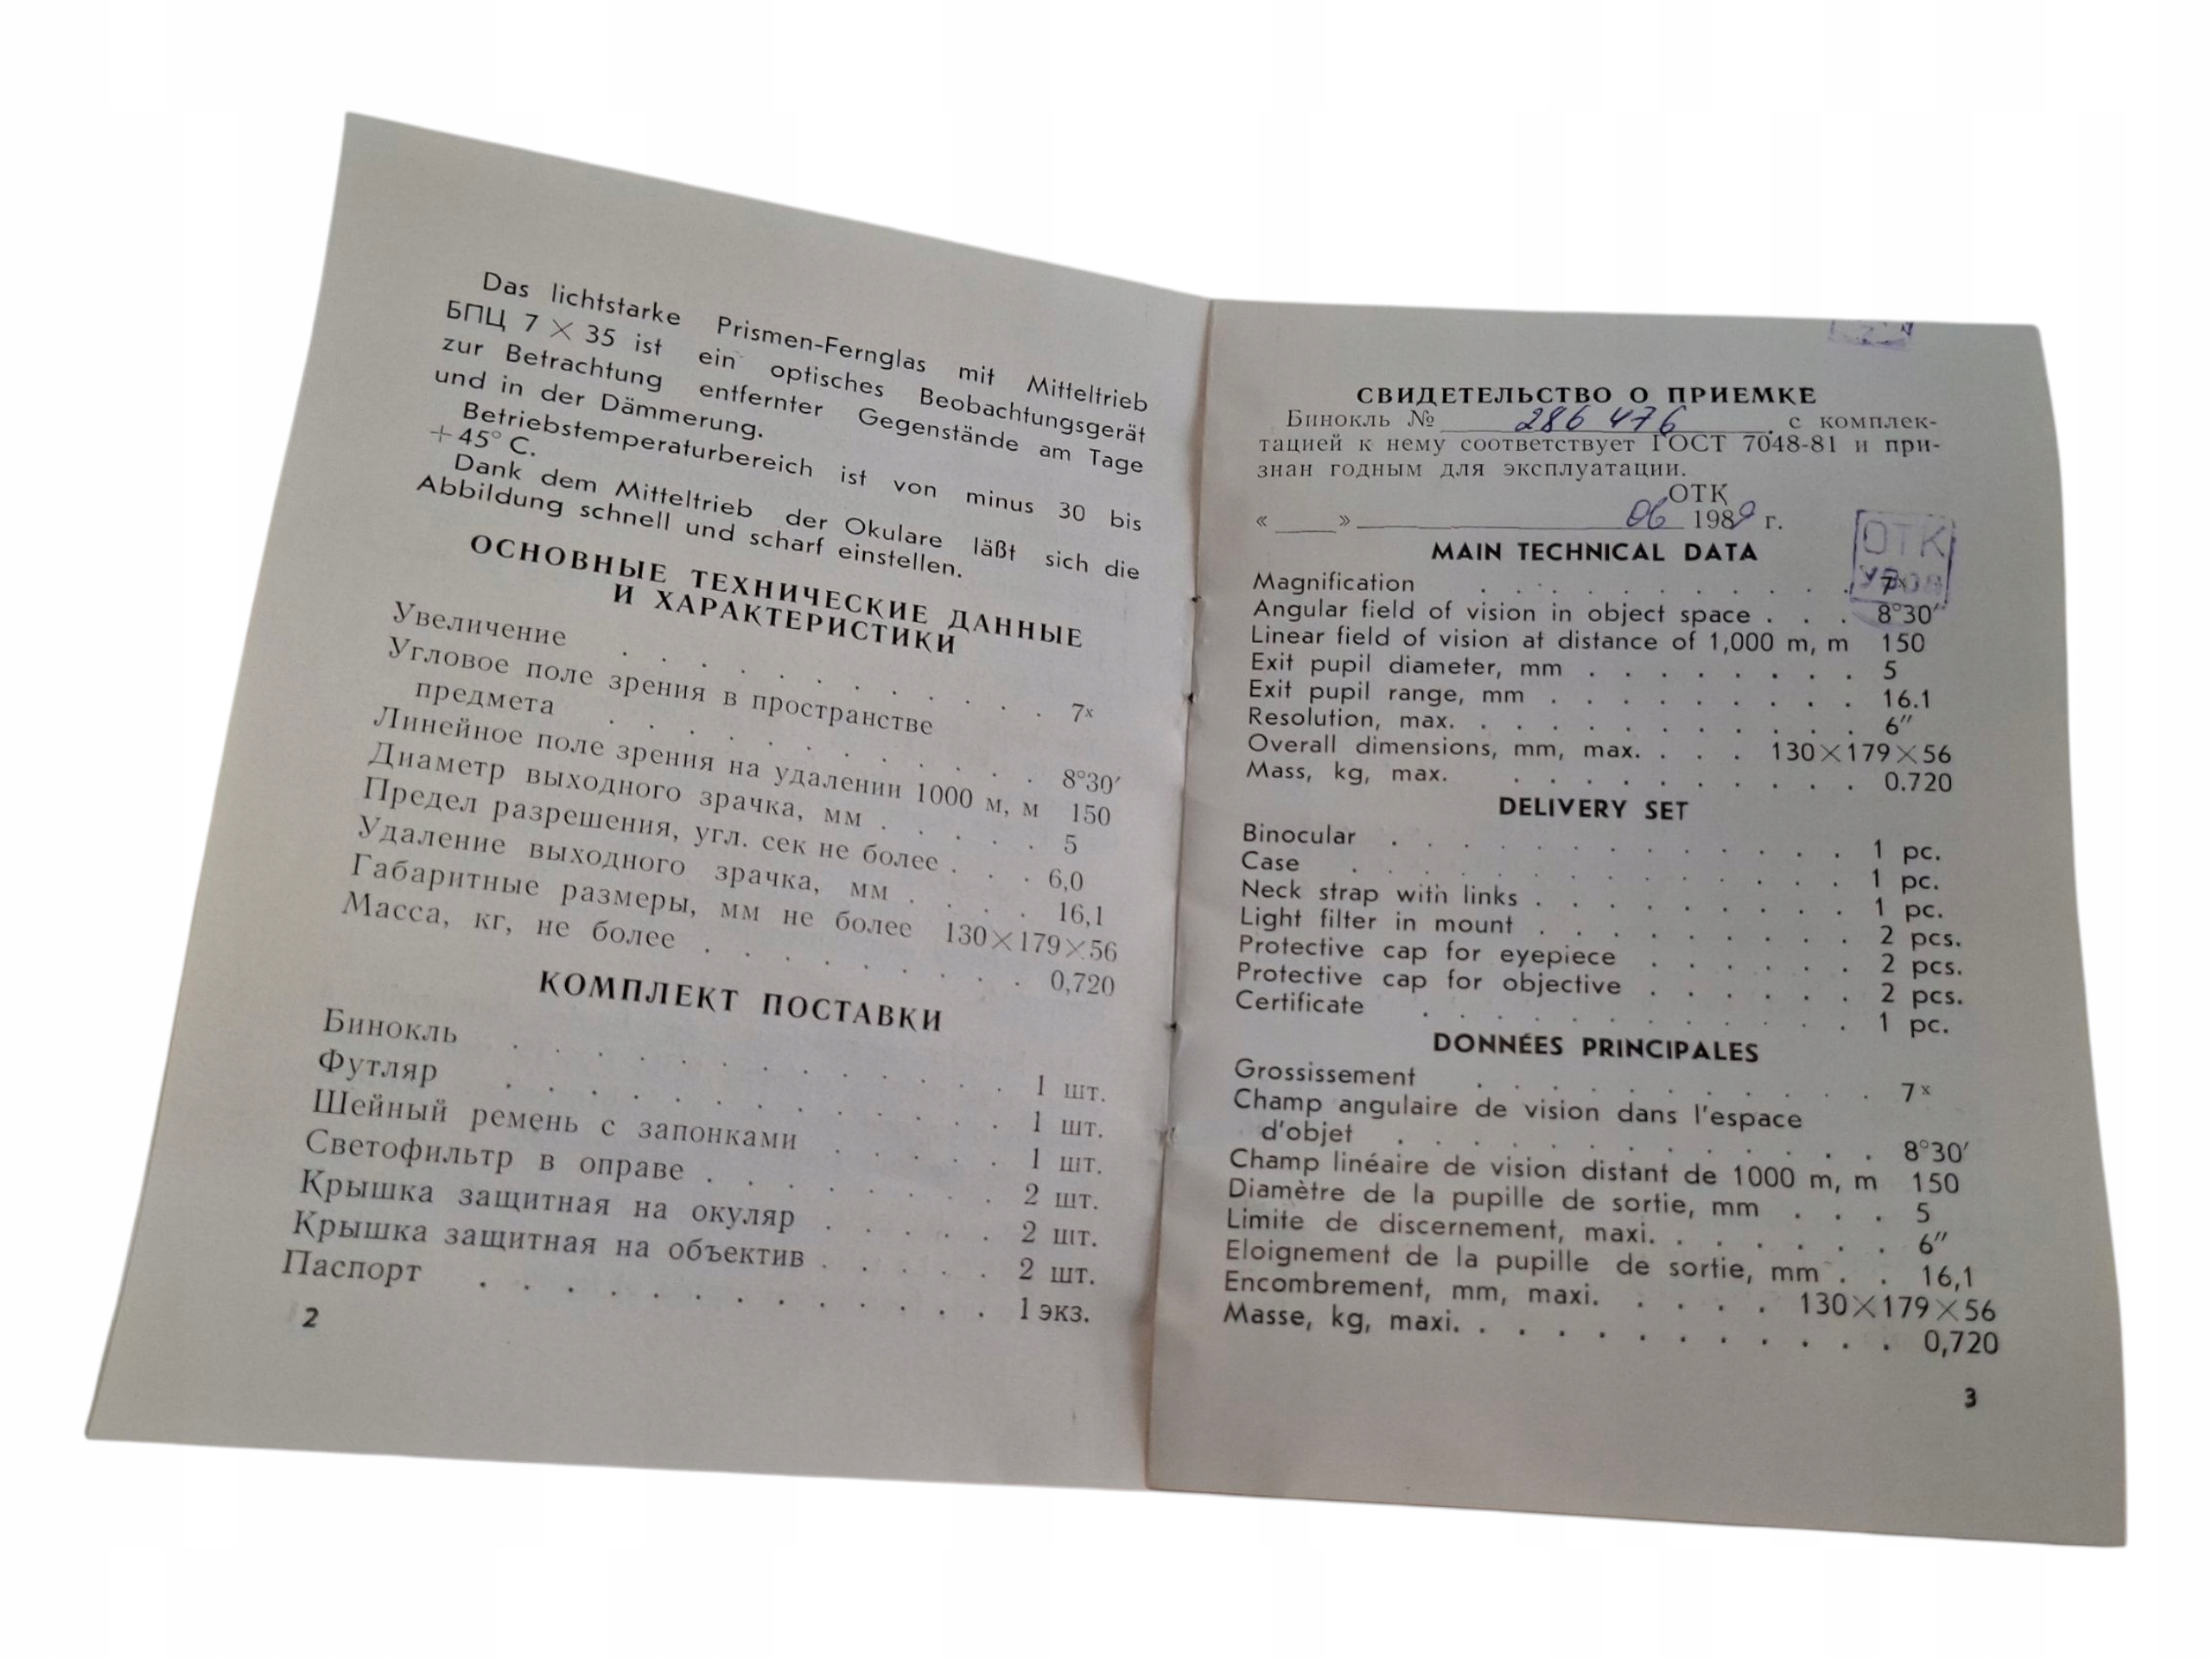 Das lichtstarke Prismen-Fernglas mit Mitteltrieb
БПЦ 7 × 35 ist ein optisches Beobachtungsgerät
zur Betrachtung entfernter Gegenstände am Tage
und in der Dämmerung.
Betriebstemperaturbereich ist von minus 30 bis
+45° C.
Dank dem Mitteltrieb der Okulare läßt sich die
Abbildung schnell und scharf einstellen.
ОСНОВНЫЕ ТЕХНИЧЕСКИЕ ДАННЫЕ
И ХАРАКТЕРИСТИКИ
Увеличение . . . . . . . . . . . 7ˣ
Угловое поле зрения в пространстве
предмета . . . . . . . . . . . 8°30′
Линейное поле зрения на удалении 1000 м, м 150
Диаметр выходного зрачка, мм . . . . . 5
Предел разрешения, угл. сек не более . . . 6,0
Удаление выходного зрачка, мм . . . . 16,1
Габаритные размеры, мм не более 130×179×56
Масса, кг, не более . . . . . . . . . 0,720
КОМПЛЕКТ ПОСТАВКИ
Бинокль . . . . . . . . . . . . 1 шт.
Футляр . . . . . . . . . . . . 1 шт.
Шейный ремень с запонками . . . . . 1 шт.
Светофильтр в оправе . . . . . . . . 2 шт.
Крышка защитная на окуляр . . . . . 2 шт.
Крышка защитная на объектив . . . . . 2 шт.
Паспорт . . . . . . . . . . . . . 1 экз.
2
СВИДЕТЕЛЬСТВО О ПРИЕМКЕ
Бинокль № 286 476 с комплек-
тацией к нему соответствует ГОСТ 7048-81 и при-
знан годным для эксплуатации.
ОТК
« » 06 1989 г.
ОТК
MAIN TECHNICAL DATA
Magnification . . . . . . . . . . 7ˣ
Angular field of vision in object space . . . 8°30′
Linear field of vision at distance of 1,000 m, m 150
Exit pupil diameter, mm . . . . . . . . 5
Exit pupil range, mm . . . . . . . . . 16.1
Resolution, max. . . . . . . . . . . . 6″
Overall dimensions, mm, max. . . . 130×179×56
Mass, kg, max. . . . . . . . . . . 0.720
DELIVERY SET
Binocular . . . . . . . . . . . . 1 pc.
Case . . . . . . . . . . . . . 1 pc.
Neck strap with links . . . . . . . . . 1 pc.
Light filter in mount . . . . . . . . . 2 pcs.
Protective cap for eyepiece . . . . . . 2 pcs.
Protective cap for objective . . . . . . 2 pcs.
Certificate . . . . . . . . . . . 1 pc.
DONNÉES PRINCIPALES
Grossissement . . . . . . . . . . 7ˣ
Champ angulaire de vision dans l'espace
d'objet . . . . . . . . . . . . 8°30′
Champ linéaire de vision distant de 1000 m, m 150
Diamètre de la pupille de sortie, mm . . . 5
Limite de discernement, maxi. . . . . . . 6″
Eloignement de la pupille de sortie, mm . . 16,1
Encombrement, mm, maxi. . . . . 130×179×56
Masse, kg, maxi. . . . . . . . . . . . 0,720
3